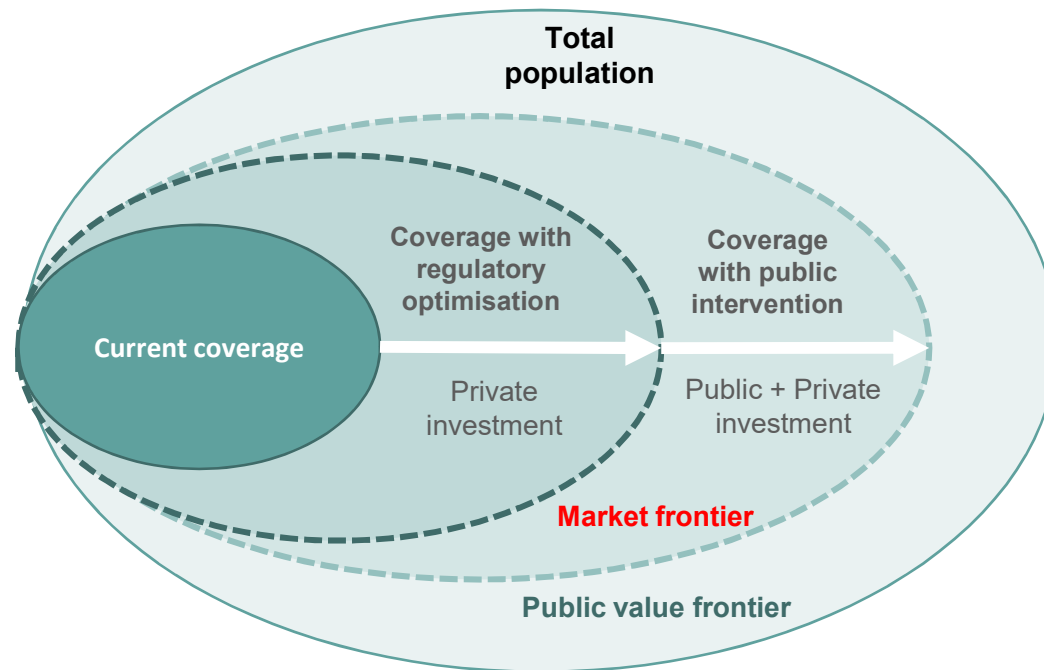 Total
population
Coverage with
regulatory
optimisation
Coverage
with public
intervention
Current coverage
Private
investment
Public + Private
investment
Market frontier
Public value frontier